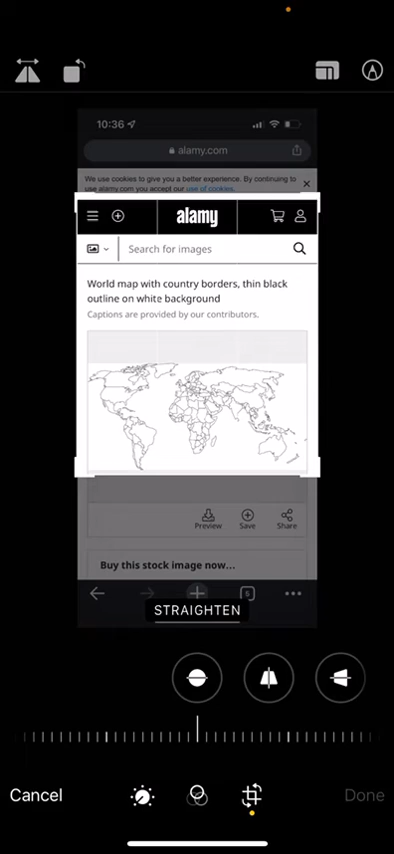 10:36
alamy.com
We use cookies to give you a better experience. By continuing to
use alamy.com you accept our use of cookies.
alamy
Search for images
World map with country borders, thin black
outline on white background
Captions are provided by our contributors.
Preview Save Share
Buy this stock image now...
5
STRAIGHTEN
Cancel Done